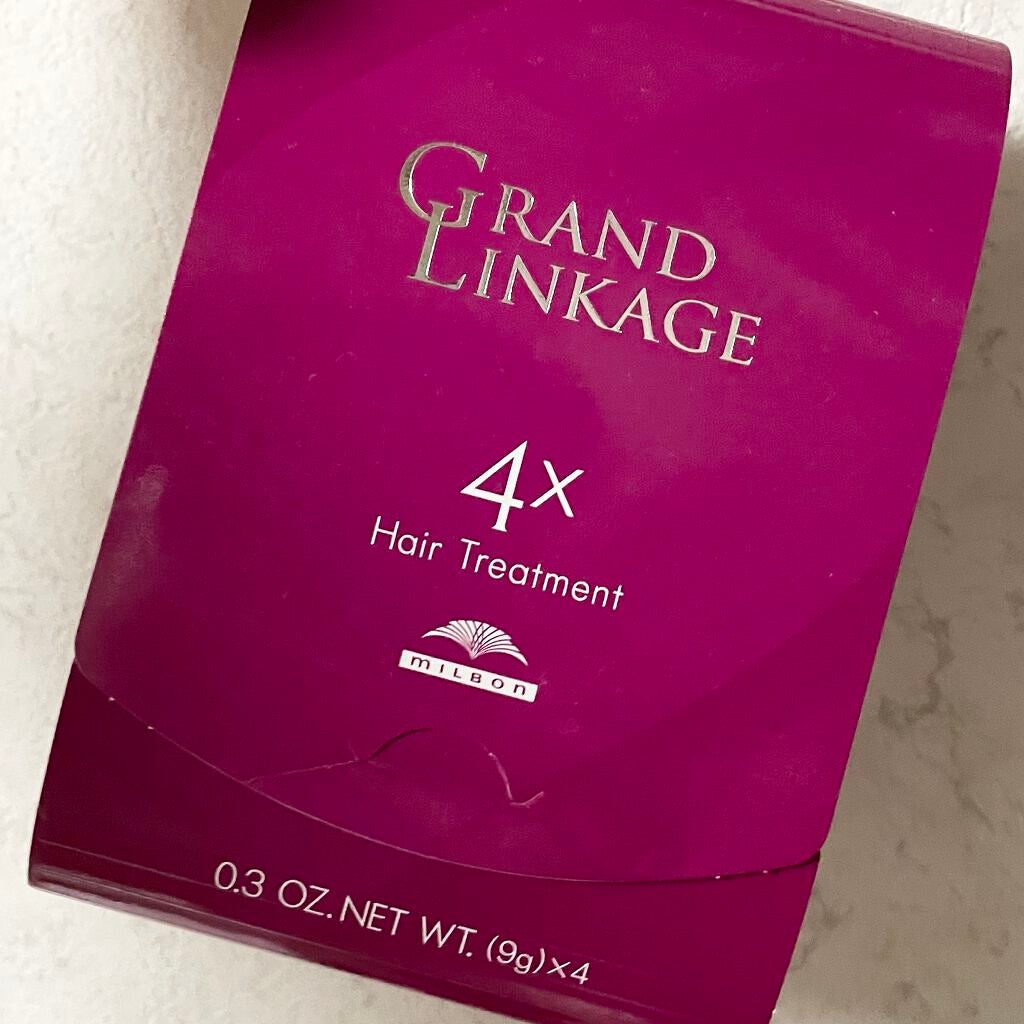 GRAND
LINKAGE
4x
Hair Treatment
MILBON
0.3 OZ. NET WT. (9g)×4